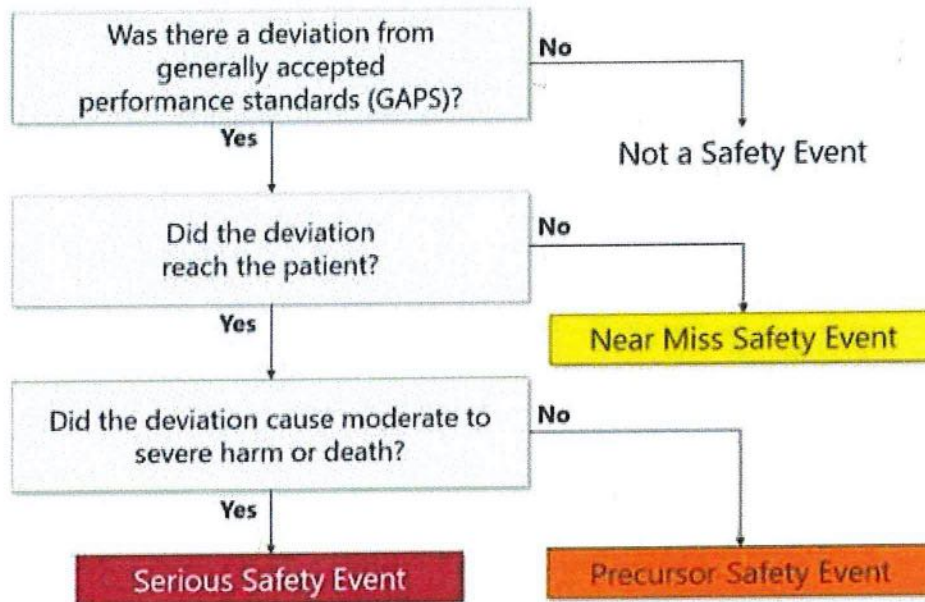 Was there a deviation from
generally accepted
performance standards (GAPS)?
No
Yes
Not a Safety Event
Did the deviation
reach the patient?
No
Yes
Near Miss Safety Event
Did the deviation cause moderate to
severe harm or death?
No
Yes
Serious Safety Event
Precursor Safety Event